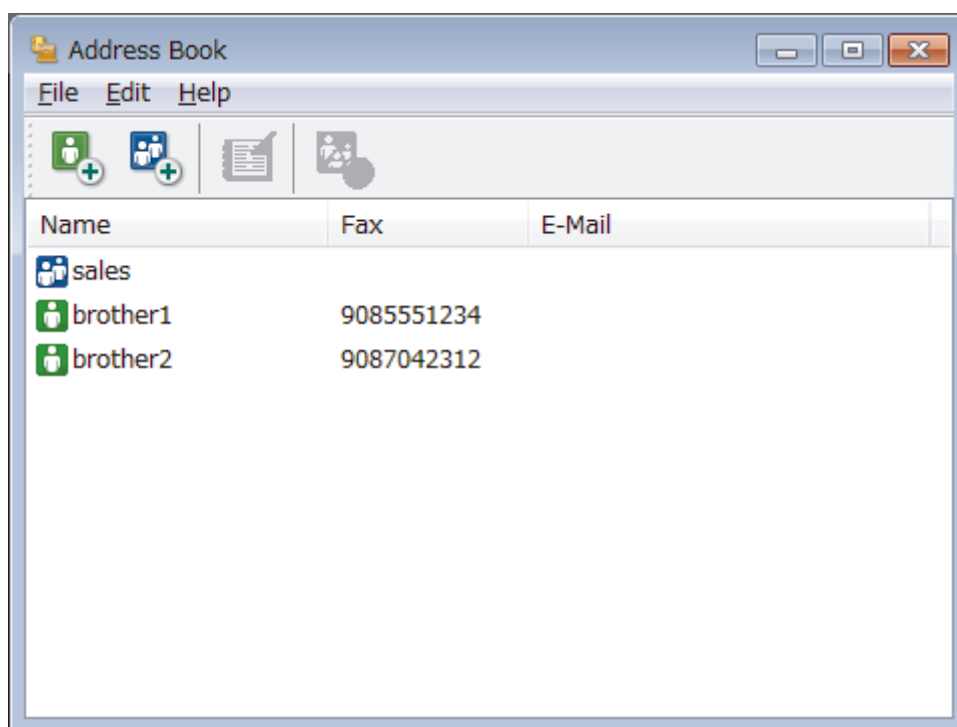 Address Book
File Edit Help
Name Fax E-Mail
sales
brother1 9085551234
brother2 9087042312